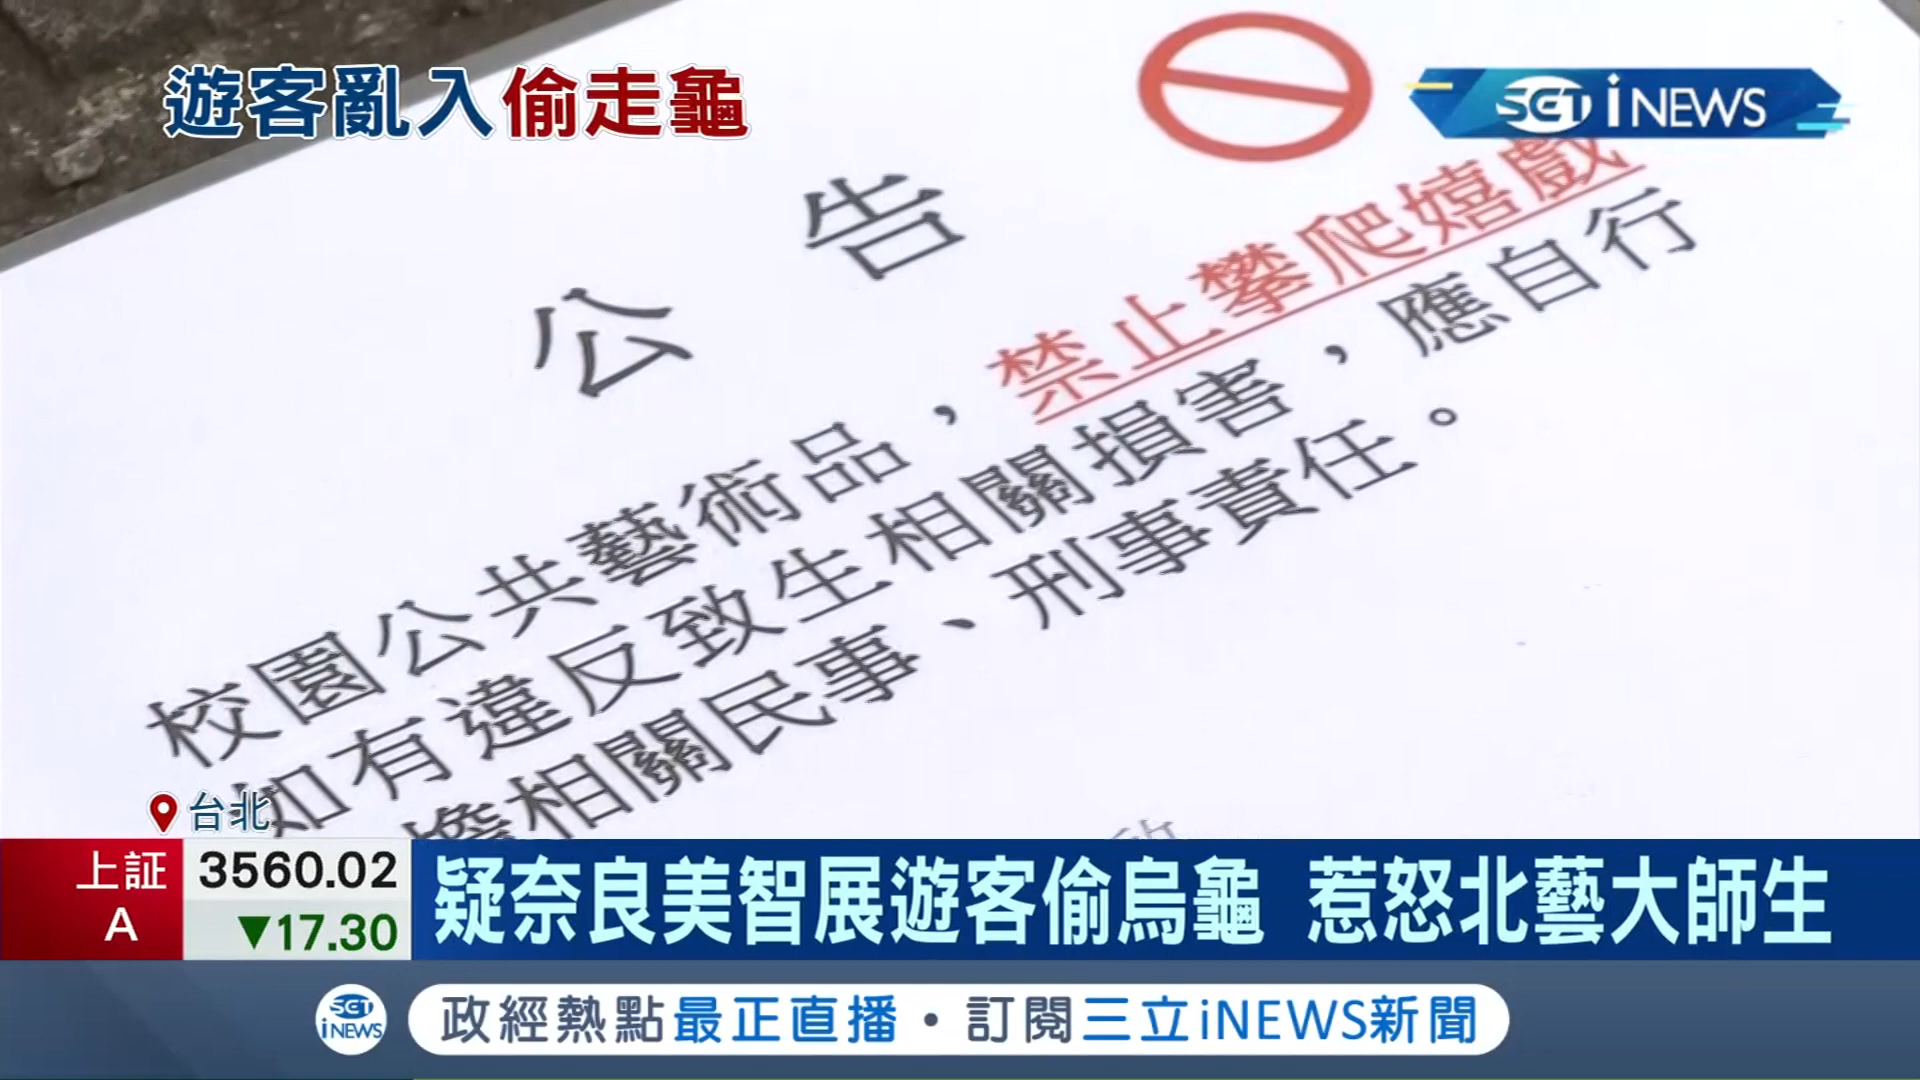 遊客亂入偷走龜
SET iNEWS
公告
校園公共藝術品，禁止攀爬嬉戲
如有違反致生相關損害，應自行
擔相關民事、刑事責任。
台北
上証 3560.02
A ▼17.30
疑奈良美智展遊客偷烏龜 惹怒北藝大師生
SET iNEWS 政經熱點最正直播・訂閱三立iNEWS新聞